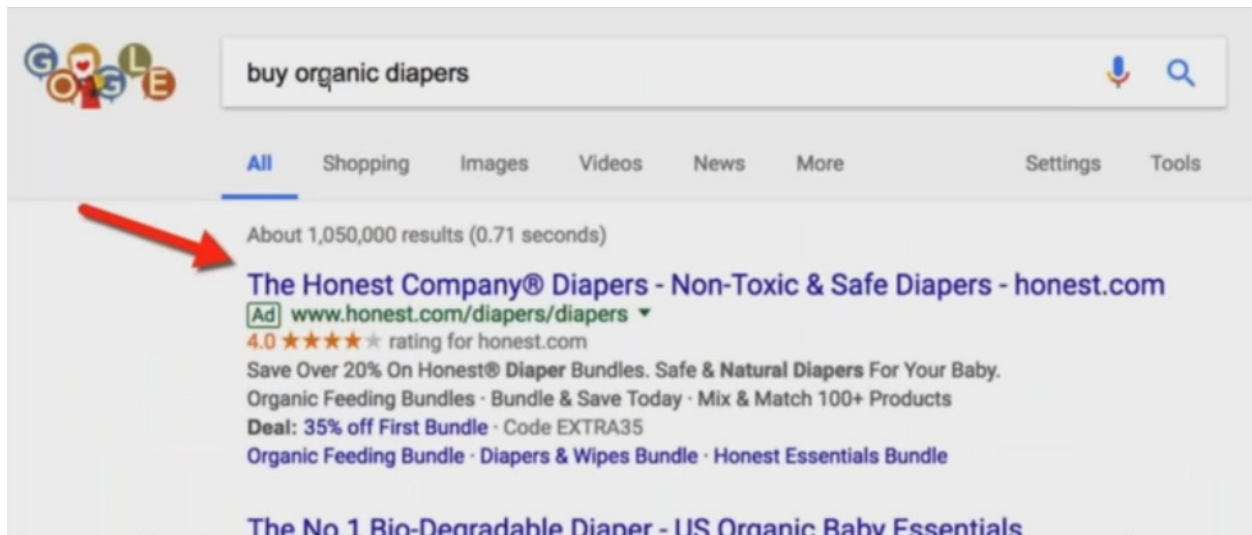 GOOGLE
buy organic diapers
All Shopping Images Videos News More Settings Tools
About 1,050,000 results (0.71 seconds)
The Honest Company® Diapers - Non-Toxic & Safe Diapers - honest.com
Ad www.honest.com/diapers/diapers
4.0 ★★★★★ rating for honest.com
Save Over 20% On Honest® Diaper Bundles. Safe & Natural Diapers For Your Baby.
Organic Feeding Bundles · Bundle & Save Today · Mix & Match 100+ Products
Deal: 35% off First Bundle · Code EXTRA35
Organic Feeding Bundle · Diapers & Wipes Bundle · Honest Essentials Bundle
The No.1 Bio-Degradable Diaper - US Organic Baby Essentials